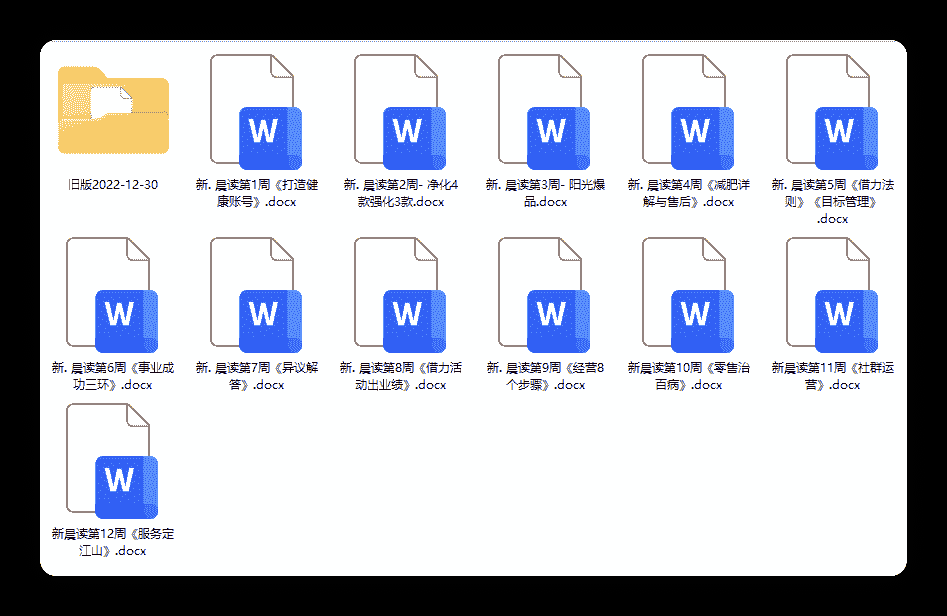 旧版2022-12-30
新. 晨读第1周《打造健
康账号》.docx
新. 晨读第2周- 净化4
款强化3款.docx
新. 晨读第3周- 阳光爆
品.docx
新. 晨读第4周《减肥详
解与售后》.docx
新. 晨读第5周《借力法
则》《目标管理》
.docx
新. 晨读第6周《事业成
功三环》.docx
新. 晨读第7周《异议解
答》.docx
新. 晨读第8周《借力活
动出业绩》.docx
新. 晨读第9周《经营8
个步骤》.docx
新晨读第10周《零售治
百病》.docx
新晨读第11周《社群运
营》.docx
新晨读第12周《服务定
江山》.docx